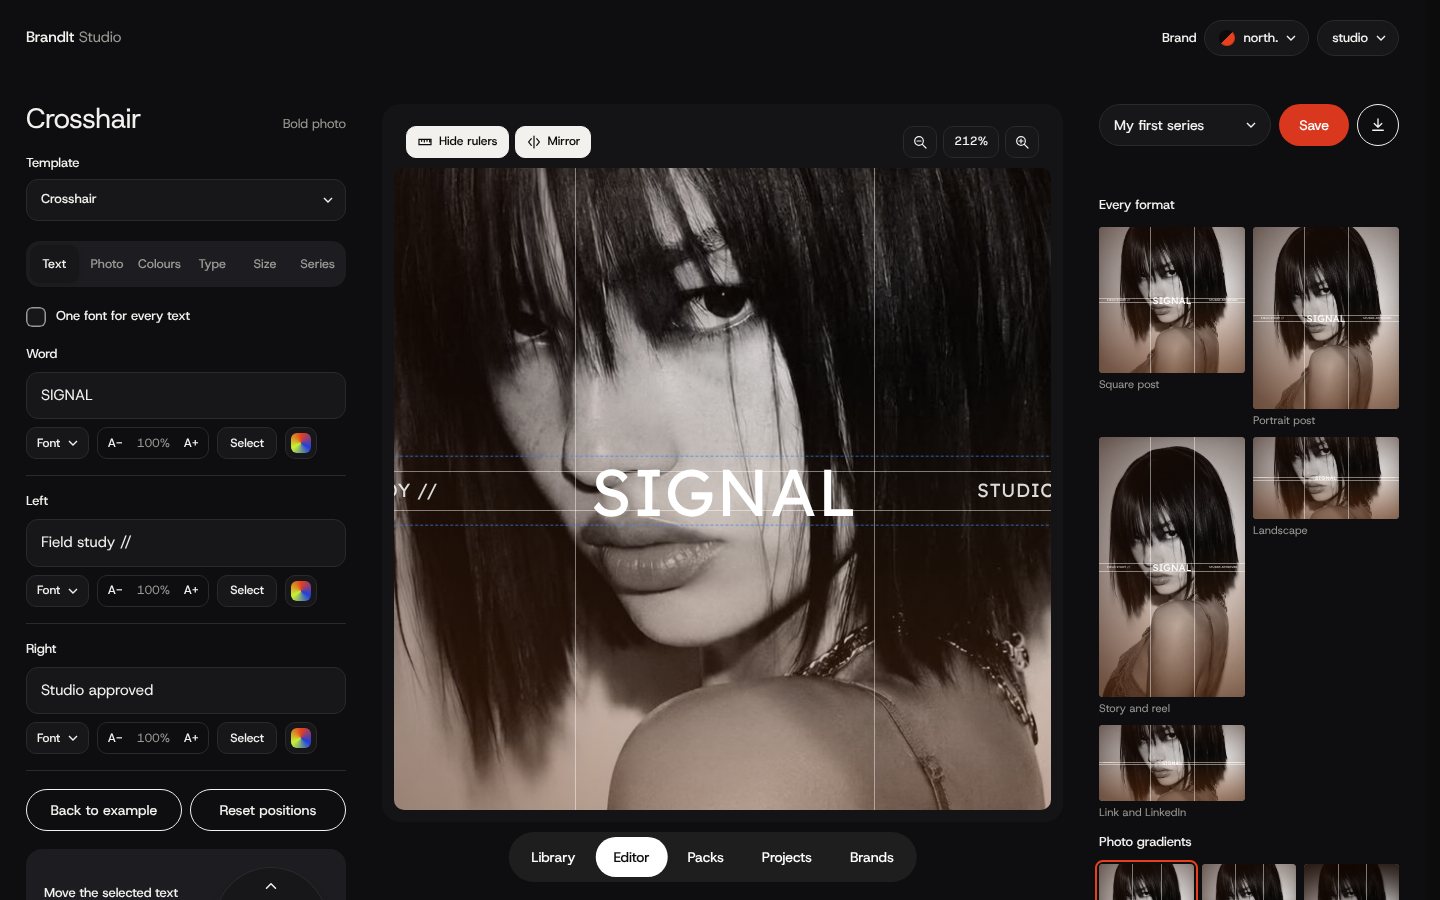 BrandIt Studio
Brand
north.
studio
Crosshair
Bold photo
Template
Crosshair
Text Photo Colours Type Size Series
One font for every text
Word
SIGNAL
Font A- 100% A+ Select
Left
Field study //
Font A- 100% A+ Select
Right
Studio approved
Font A- 100% A+ Select
Back to example
Reset positions
Move the selected text
Hide rulers
Mirror
212%
DY //
SIGNAL
STUDIO
Library Editor Packs Projects Brands
My first series
Save
Every format
SIGNAL
SIGNAL
Square post
Portrait post
SIGNAL
SIGNAL
Landscape
Story and reel
SIGNAL
Link and LinkedIn
Photo gradients